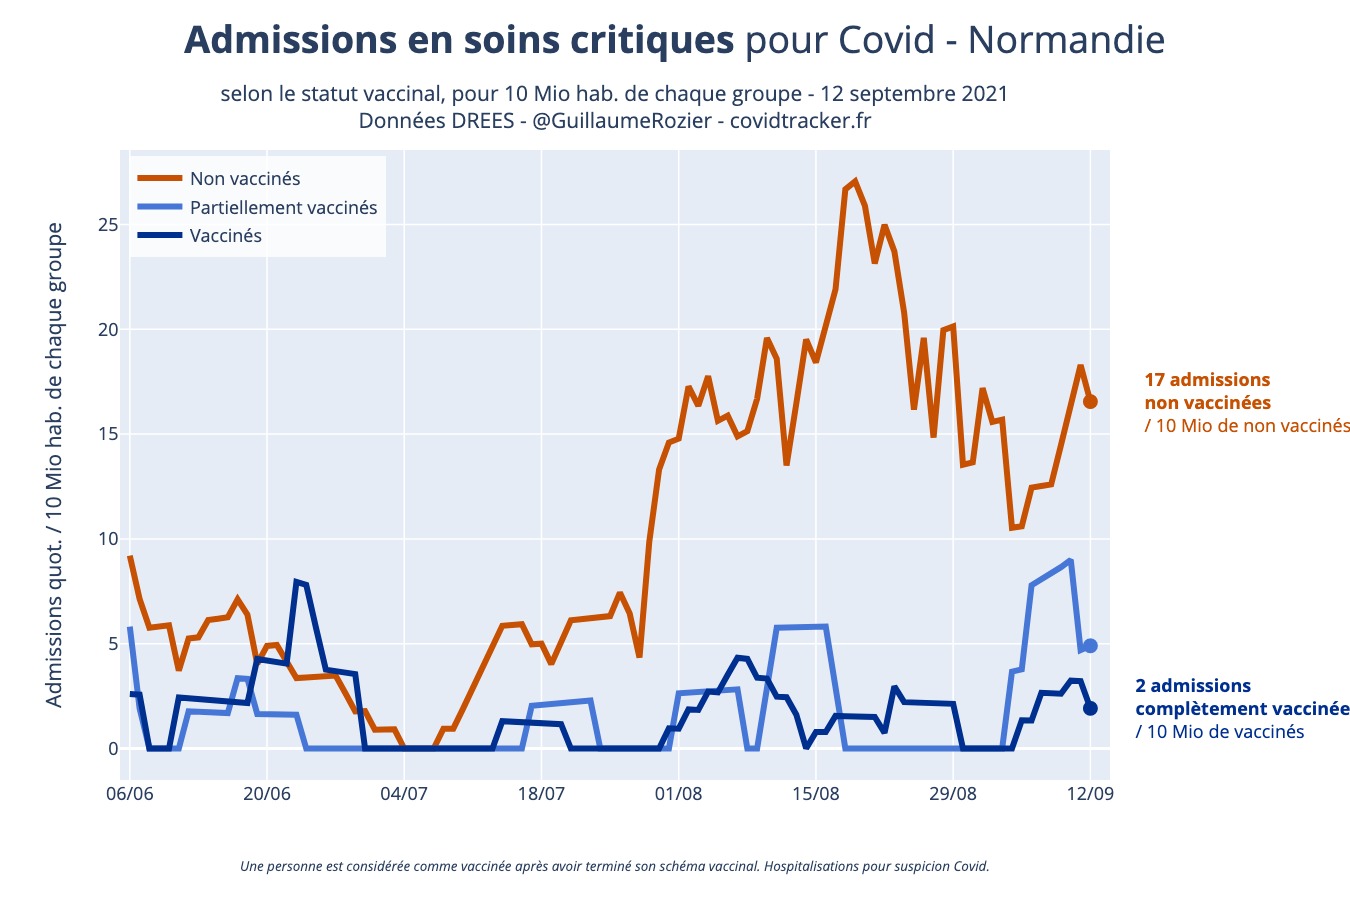 Admissions en soins critiques pour Covid - Normandie
selon le statut vaccinal, pour 10 Mio hab. de chaque groupe - 12 septembre 2021
Données DREES - @GuillaumeRozier - covidtracker.fr
Non vaccinés
Partiellement vaccinés
Vaccinés
Admissions quot. / 10 Mio hab. de chaque groupe
25
20
15
10
5
0
06/06
20/06
04/07
18/07
01/08
15/08
29/08
12/09
17 admissions
non vaccinées
/ 10 Mio de non vaccinés
2 admissions
complètement vaccinée
/ 10 Mio de vaccinés
Une personne est considérée comme vaccinée après avoir terminé son schéma vaccinal. Hospitalisations pour suspicion Covid.